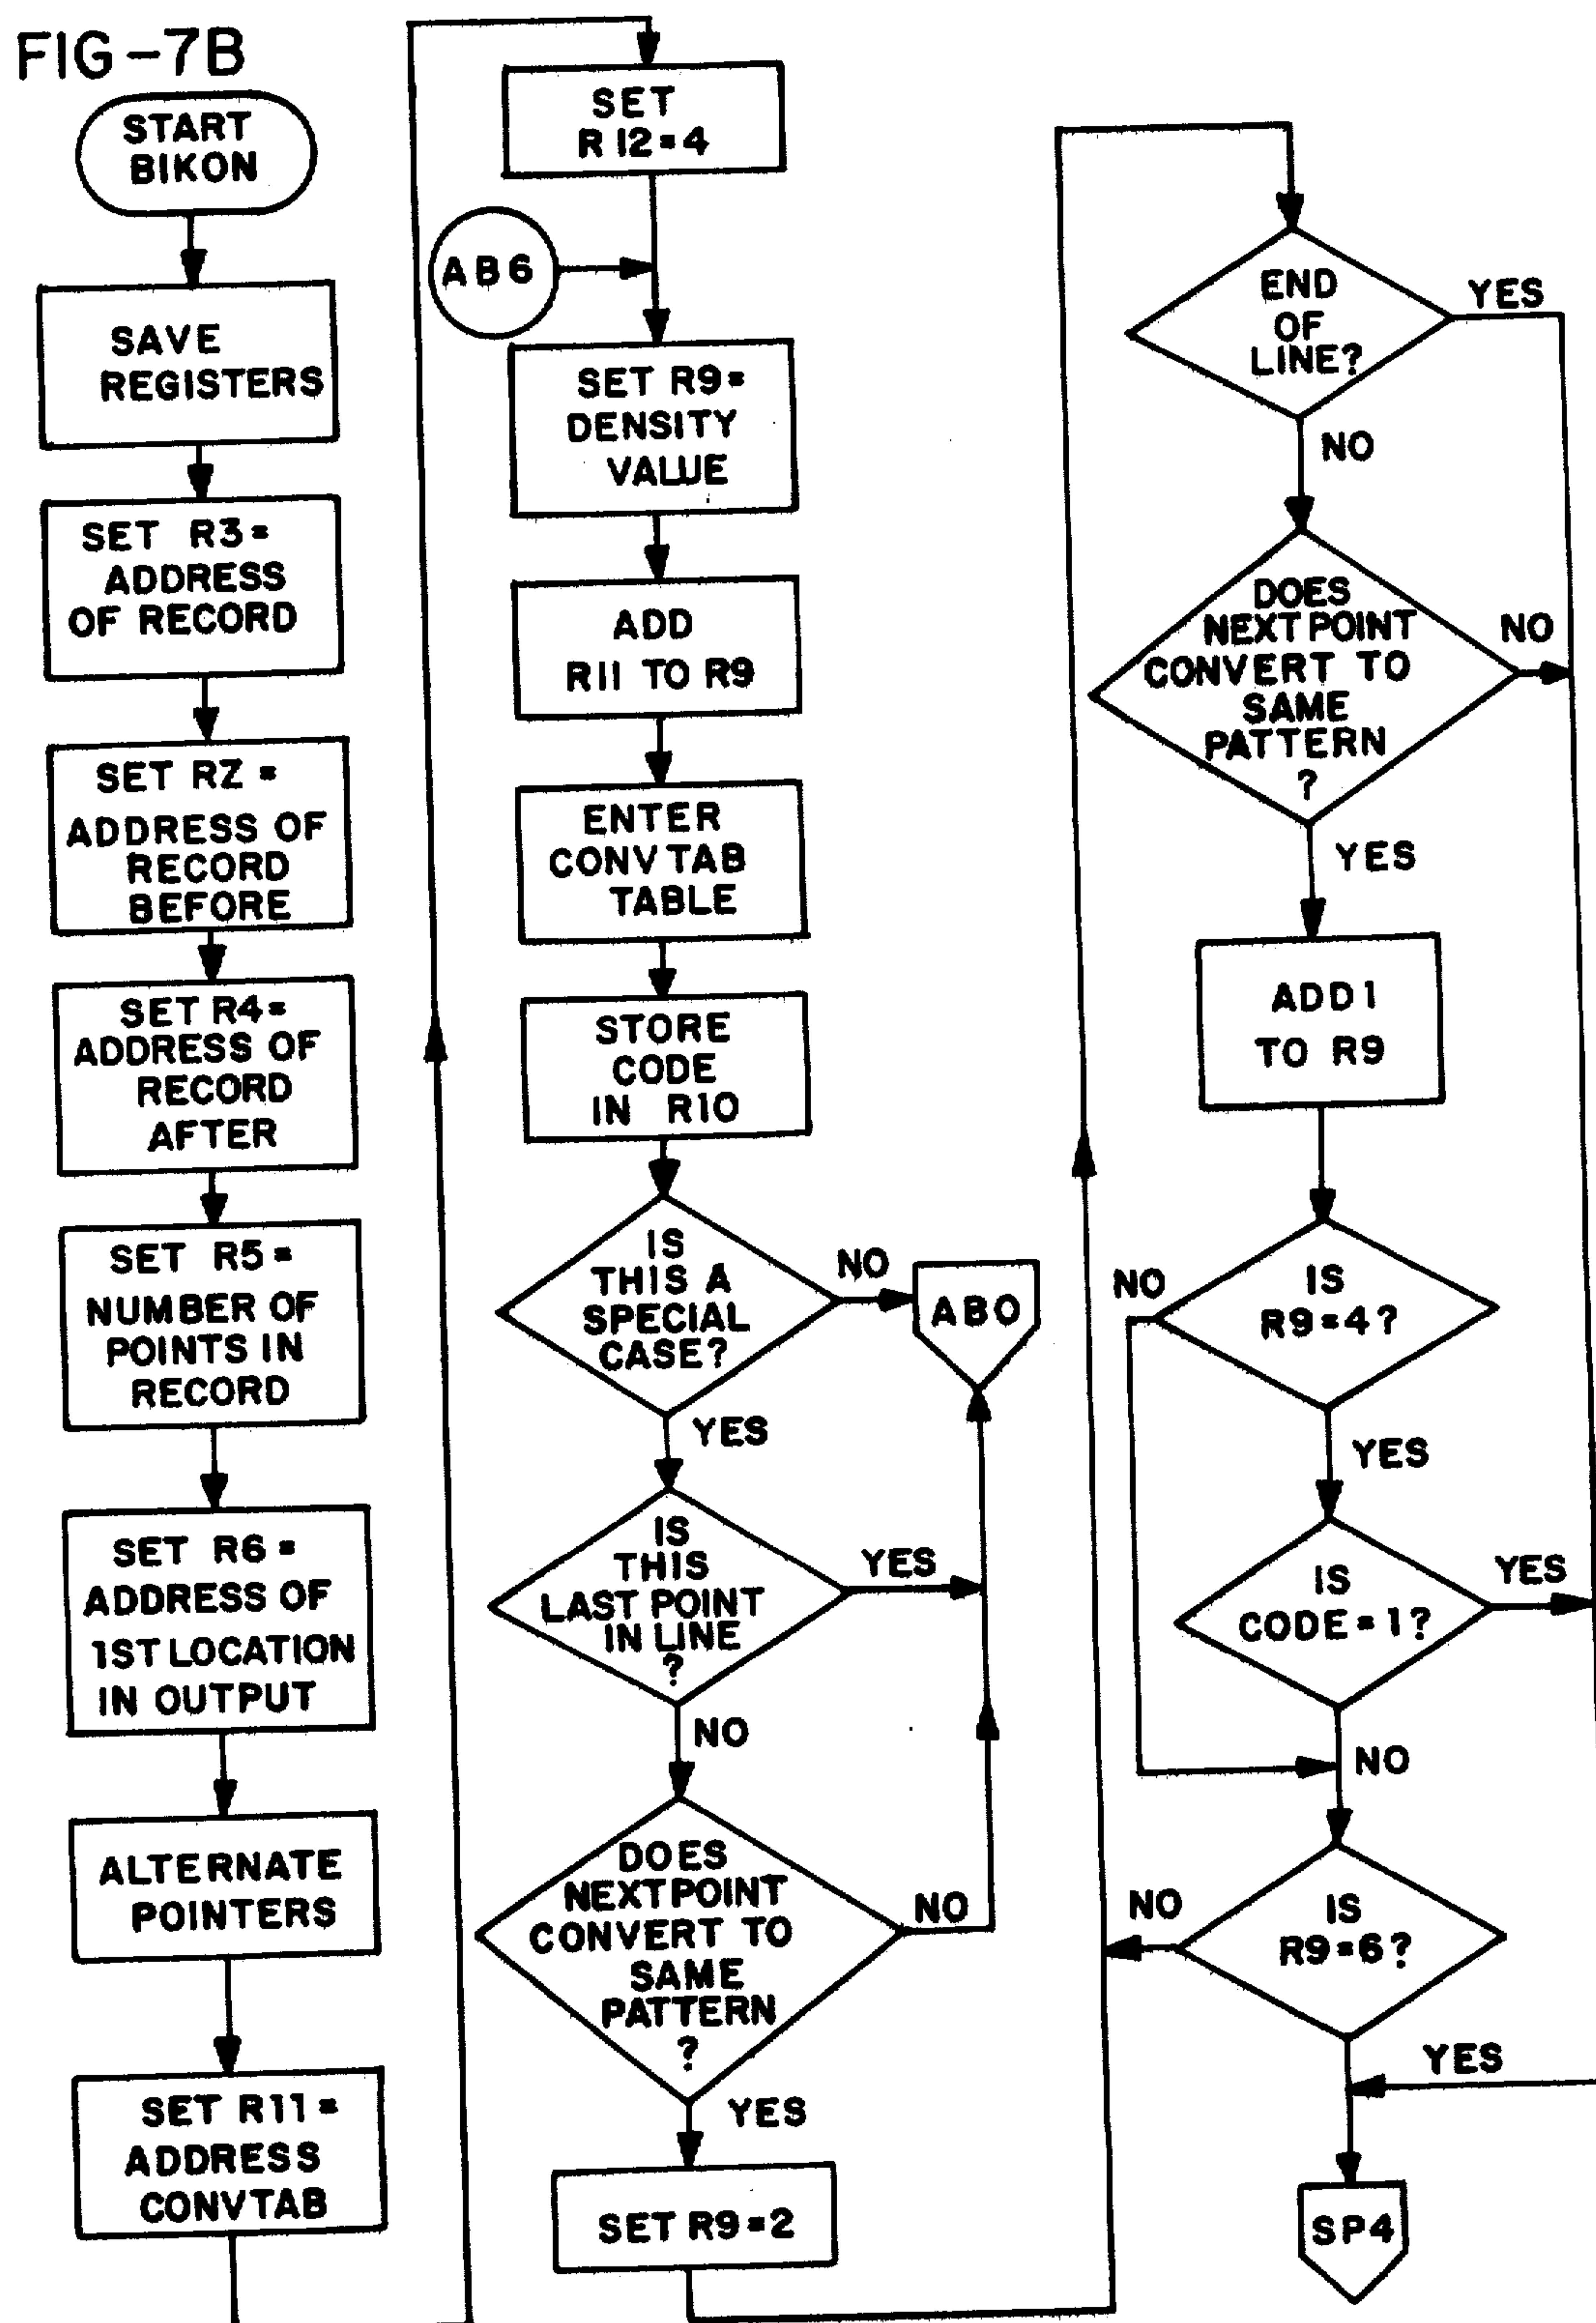 FIG-7B
START
BIKON
SAVE
REGISTERS
SET R3=
ADDRESS
OF RECORD
SET RZ =
ADDRESS OF
RECORD
BEFORE
SET R4=
ADDRESS OF
RECORD
AFTER
SET R5=
NUMBER OF
POINTS IN
RECORD
SET R6=
ADDRESS OF
1ST LOCATION
IN OUTPUT
ALTERNATE
POINTERS
SET R11=
ADDRESS
CONVTAB
SET
R12=4
AB6
SET R9=
DENSITY
VALUE
ADD
R11 TO R9
ENTER
CONV TAB
TABLE
STORE
CODE
IN R10
IS
THIS A
SPECIAL
CASE?
NO
ABO
YES
IS
THIS
LAST POINT
IN LINE
?
YES
NO
DOES
NEXT POINT
CONVERT TO
SAME
PATTERN
?
NO
YES
SET R9=2
END
OF
LINE?
YES
NO
DOES
NEXT POINT
CONVERT TO
SAME
PATTERN
?
NO
YES
ADD 1
TO R9
IS
R9=4?
NO
YES
IS
CODE=1?
YES
NO
IS
R9=6?
NO
YES
SP4